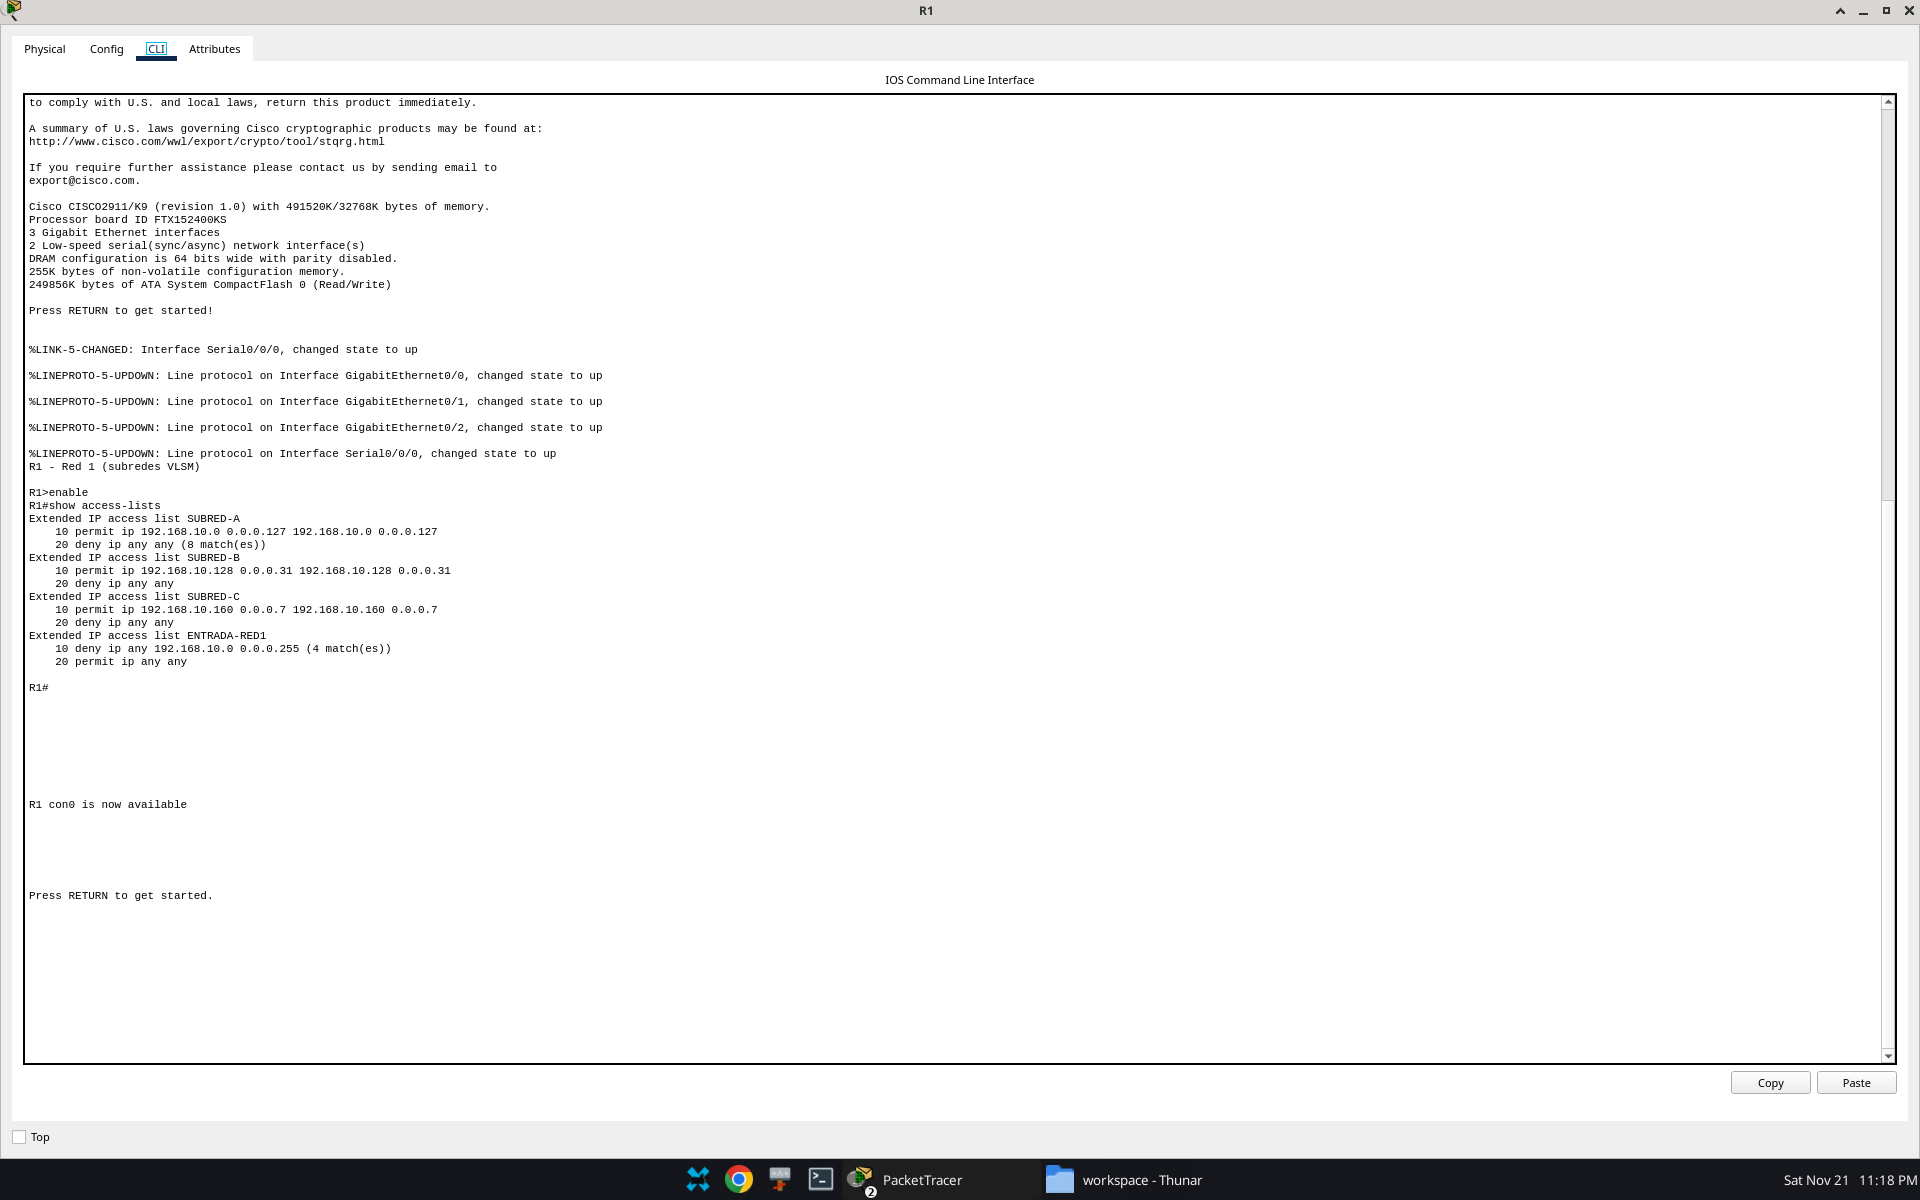 R1
Physical
Config
CLI
Attributes
IOS Command Line Interface
to comply with U.S. and local laws, return this product immediately.
A summary of U.S. laws governing Cisco cryptographic products may be found at:
http://www.cisco.com/wwl/export/crypto/tool/stqrg.html
If you require further assistance please contact us by sending email to
export@cisco.com.
Cisco CISCO2911/K9 (revision 1.0) with 491520K/32768K bytes of memory.
Processor board ID FTX152400KS
3 Gigabit Ethernet interfaces
2 Low-speed serial(sync/async) network interface(s)
DRAM configuration is 64 bits wide with parity disabled.
255K bytes of non-volatile configuration memory.
249856K bytes of ATA System CompactFlash 0 (Read/Write)
Press RETURN to get started!
%LINK-5-CHANGED: Interface Serial0/0/0, changed state to up
%LINEPROTO-5-UPDOWN: Line protocol on Interface GigabitEthernet0/0, changed state to up
%LINEPROTO-5-UPDOWN: Line protocol on Interface GigabitEthernet0/1, changed state to up
%LINEPROTO-5-UPDOWN: Line protocol on Interface GigabitEthernet0/2, changed state to up
%LINEPROTO-5-UPDOWN: Line protocol on Interface Serial0/0/0, changed state to up
R1 - Red 1 (subredes VLSM)
R1>enable
R1#show access-lists
Extended IP access list SUBRED-A
10 permit ip 192.168.10.0 0.0.0.127 192.168.10.0 0.0.0.127
20 deny ip any any (8 match(es))
Extended IP access list SUBRED-B
10 permit ip 192.168.10.128 0.0.0.31 192.168.10.128 0.0.0.31
20 deny ip any any
Extended IP access list SUBRED-C
10 permit ip 192.168.10.160 0.0.0.7 192.168.10.160 0.0.0.7
20 deny ip any any
Extended IP access list ENTRADA-RED1
10 deny ip any 192.168.10.0 0.0.0.255 (4 match(es))
20 permit ip any any
R1#
R1 con0 is now available
Press RETURN to get started.
Copy
Paste
Top
2
PacketTracer
workspace - Thunar
Sat Nov 21 11:18 PM